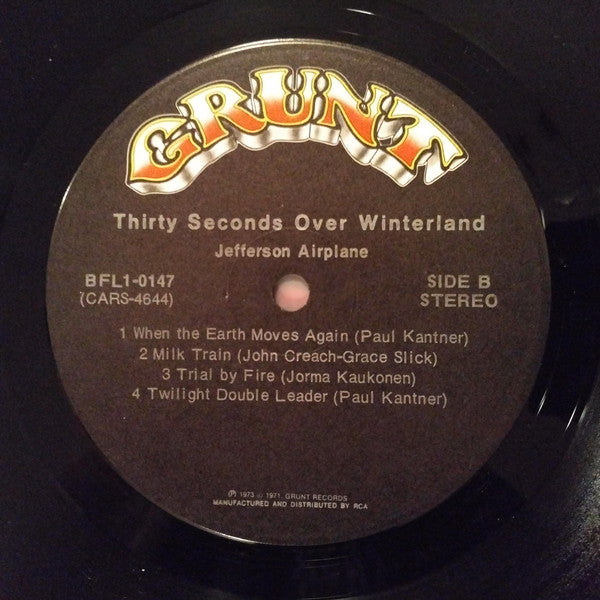 GRUNT
Thirty Seconds Over Winterland
Jefferson Airplane
BFL1-0147
(CARS-4644)
SIDE B
STEREO
1 When the Earth Moves Again (Paul Kantner)
2 Milk Train (John Creach-Grace Slick)
3 Trial by Fire (Jorma Kaukonen)
4 Twilight Double Leader (Paul Kantner)
℗ 1973 © 1971, GRUNT RECORDS
MANUFACTURED AND DISTRIBUTED BY RCA